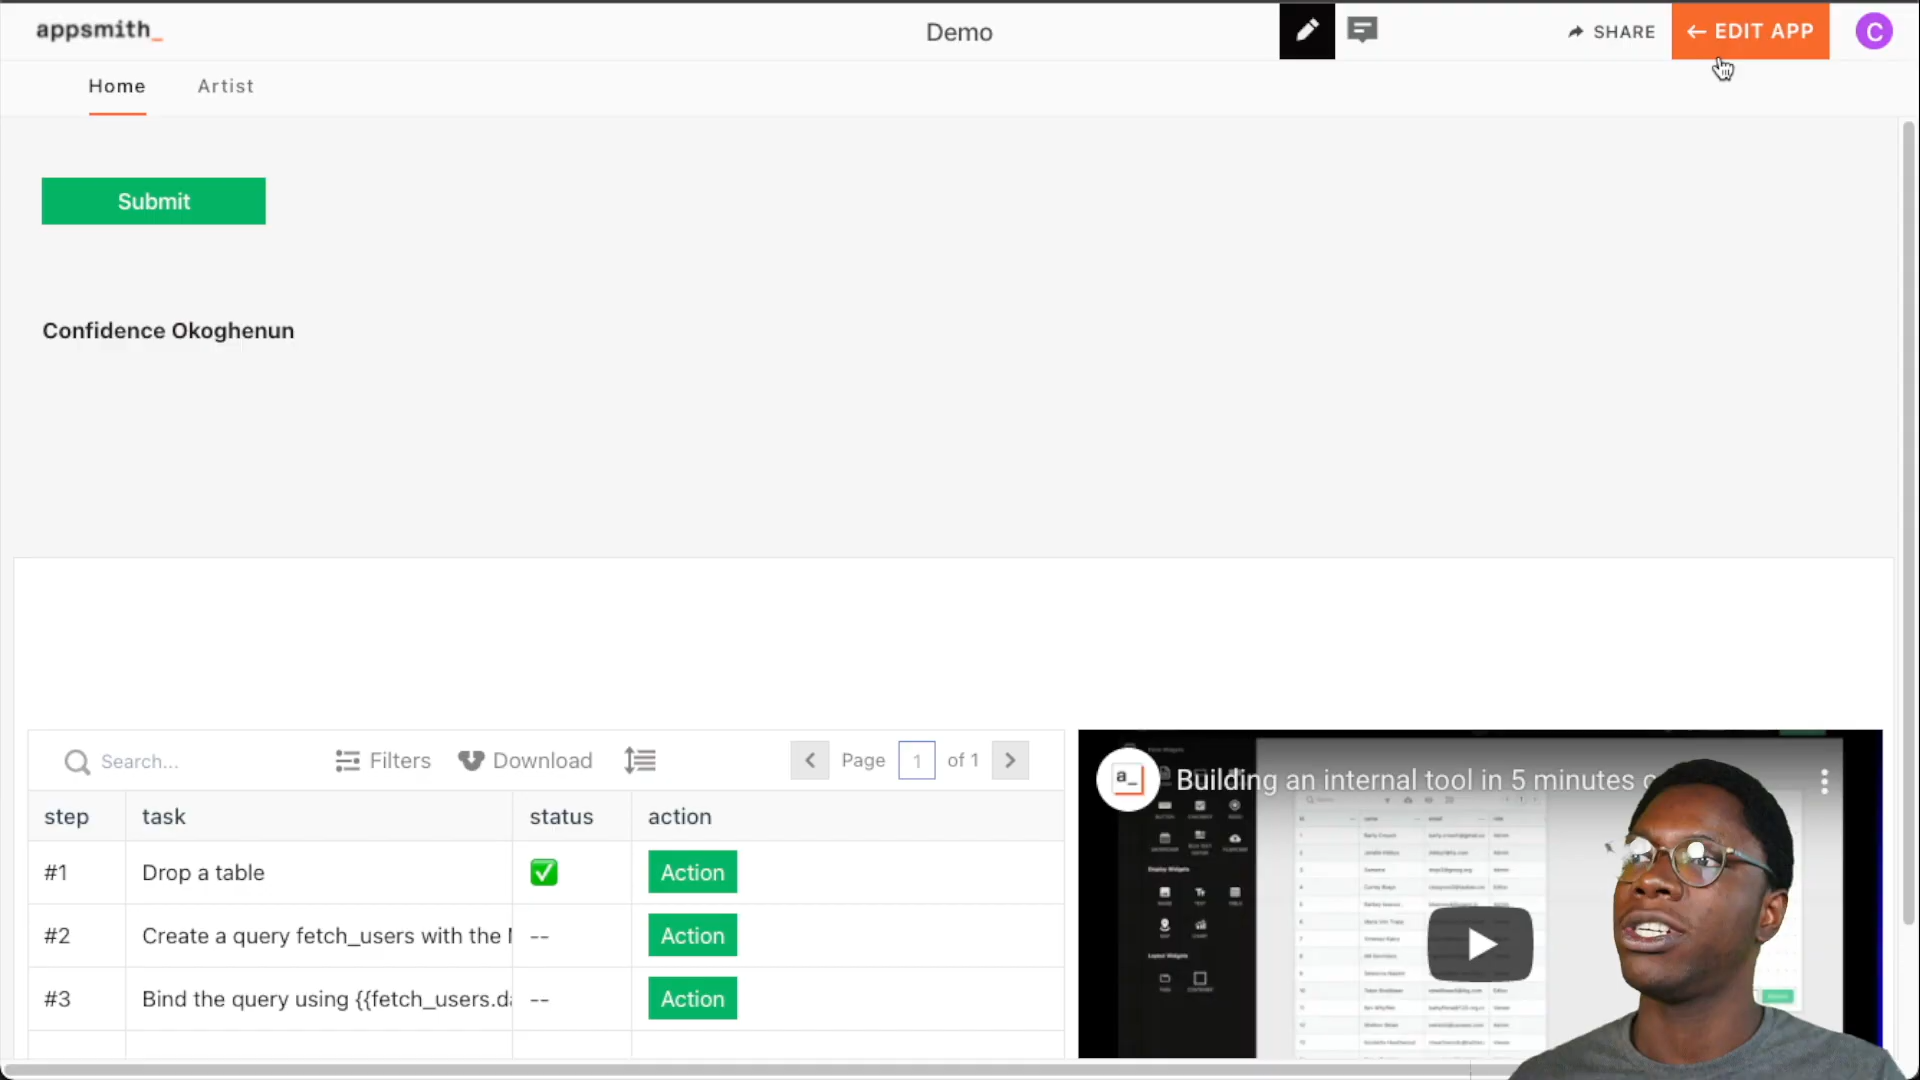 appsmith_
Demo
SHARE
← EDIT APP
C
Home
Artist
Submit
Confidence Okoghenun
Search...
Filters
Download
Page
1
of 1
step
task
status
action
#1
Drop a table
✅
Action
#2
Create a query fetch_users with the
--
Action
#3
Bind the query using {{fetch_users.da
--
Action
a_
Building an internal tool in 5 minutes